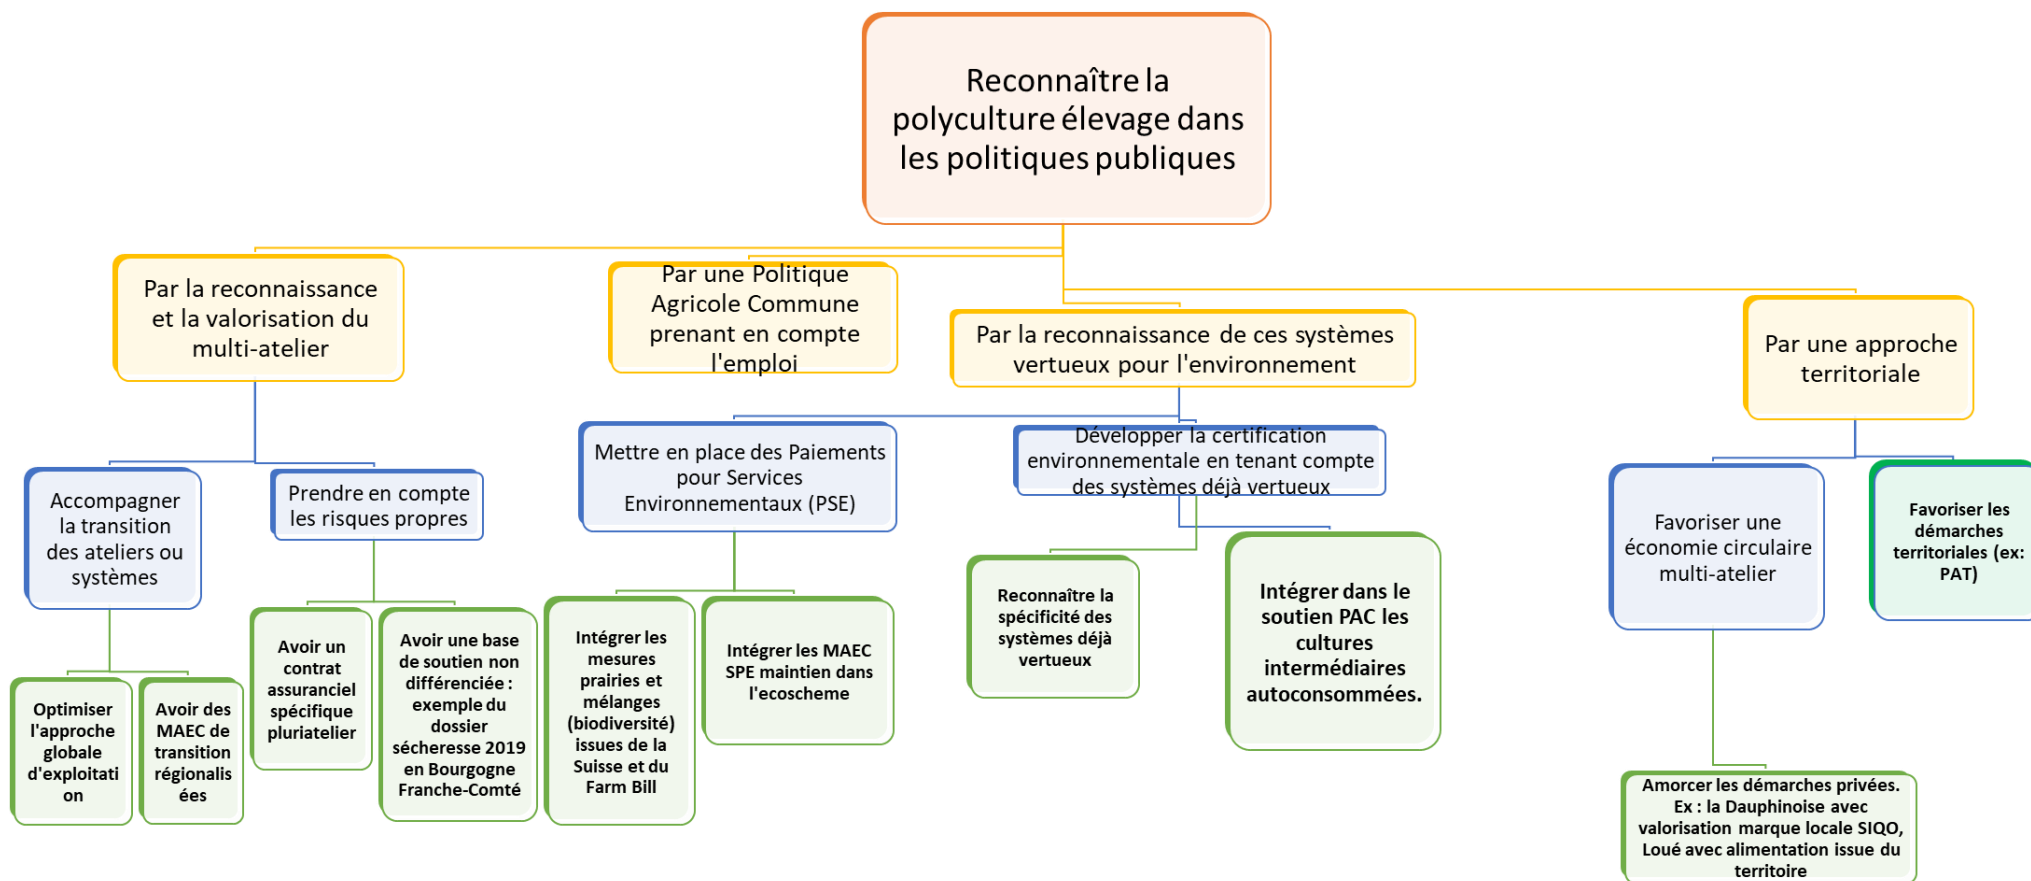 Reconnaître la
polyculture élevage dans
les politiques publiques
Par la reconnaissance
et la valorisation du
multi-atelier
Par une Politique
Agricole Commune
prenant en compte
l'emploi
Par la reconnaissance de ces systèmes
vertueux pour l'environnement
Par une approche
territoriale
Accompagner
la transition
des ateliers ou
systèmes
Prendre en compte
les risques propres
Mettre en place des Paiements
pour Services
Environnementaux (PSE)
Développer la certification
environnementale en tenant compte
des systèmes déjà vertueux
Favoriser une
économie circulaire
multi-atelier
Favoriser les
démarches
territoriales (ex:
PAT)
Optimiser
l'approche
globale
d'exploitati
on
Avoir des
MAEC de
transition
régionalis
ées
Avoir un
contrat
assuranciel
spécifique
pluriatelier
Avoir une base
de soutien non
différenciée :
exemple du
dossier
sécheresse 2019
en Bourgogne
Franche-Comté
Intégrer les
mesures
prairies et
mélanges
(biodiversité)
issues de la
Suisse et du
Farm Bill
Intégrer les MAEC
SPE maintien dans
l'ecoscheme
Reconnaître la
spécificité des
systèmes déjà
vertueux
Intégrer dans le
soutien PAC les
cultures
intermédiaires
autoconsommées.
Amorcer les démarches privées.
Ex : la Dauphinoise avec
valorisation marque locale SIQO,
Loué avec alimentation issue du
territoire